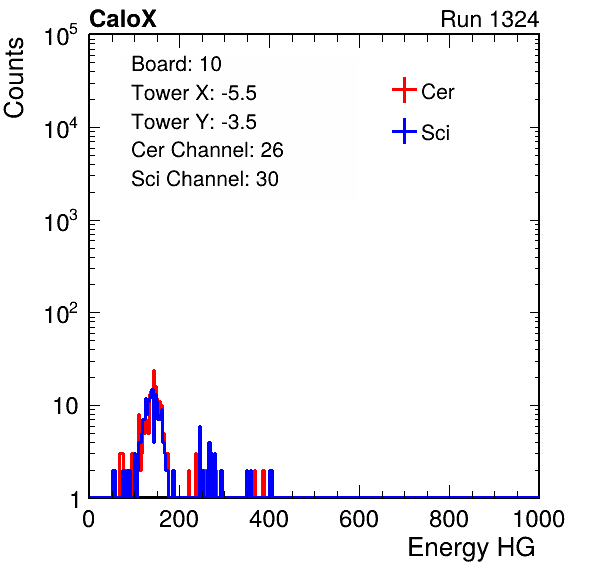 CaloX Run 1324
Counts
10^5
10^4
10^3
10^2
10
1
Board: 10
Tower X: -5.5
Tower Y: -3.5
Cer Channel: 26
Sci Channel: 30
Cer
Sci
0 200 400 600 800 1000
Energy HG